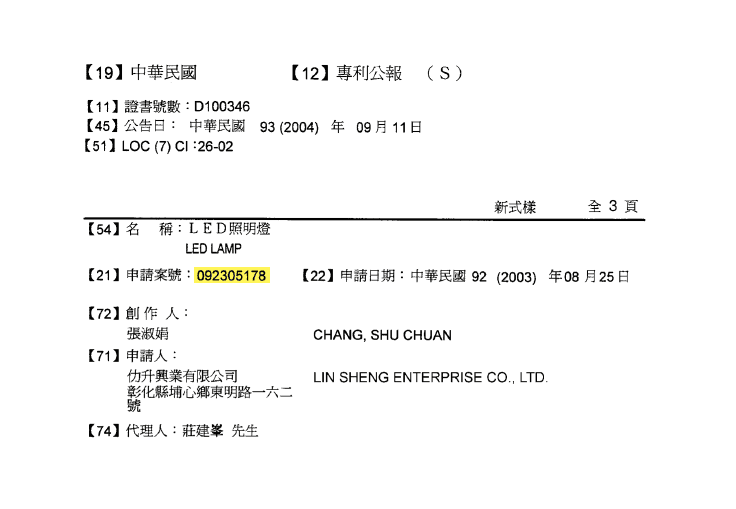 【19】中華民國 【12】專利公報 （S）
【11】證書號數：D100346
【45】公告日： 中華民國 93 (2004) 年 09月11日
【51】LOC (7) Cl：26-02
新式樣 全 3 頁
【54】名 稱：ＬＥＤ照明燈
LED LAMP
【21】申請案號：092305178 【22】申請日期：中華民國 92 (2003) 年08月25日
【72】創作人：
張淑娟 CHANG, SHU CHUAN
【71】申請人：
仂升興業有限公司 LIN SHENG ENTERPRISE CO., LTD.
彰化縣埔心鄉東明路一六二
號
【74】代理人：莊建峯 先生